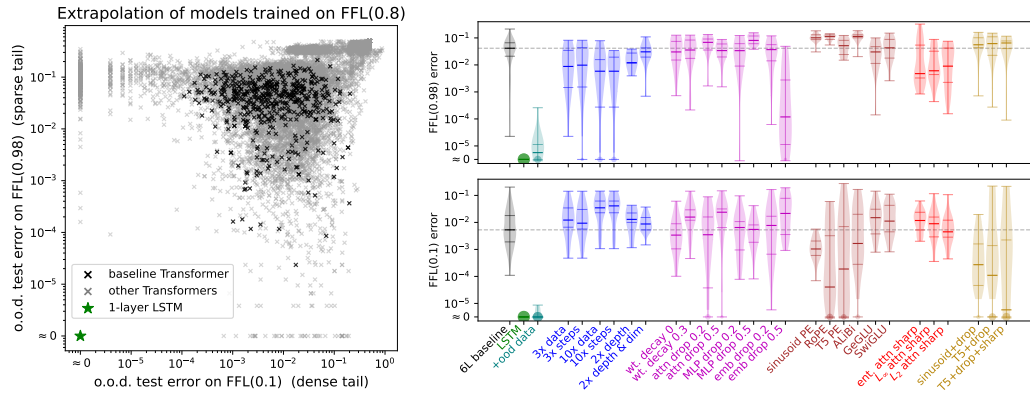 Extrapolation of models trained on FFL(0.8)
o.o.d. test error on FFL(0.98)  (sparse tail)
10⁻¹
10⁻²
10⁻³
10⁻⁴
10⁻⁵
≈ 0
baseline Transformer
other Transformers
1-layer LSTM
≈ 0
10⁻⁵
10⁻⁴
10⁻³
10⁻²
10⁻¹
10⁰
o.o.d. test error on FFL(0.1)  (dense tail)
FFL(0.98) error
10⁻¹
10⁻²
10⁻³
10⁻⁴
10⁻⁵
≈ 0
FFL(0.1) error
10⁻¹
10⁻²
10⁻³
10⁻⁴
10⁻⁵
≈ 0
6L baseline
LSTM
+ood data
3x data
3x steps
10x data
10x steps
2x depth
2x depth & dim
wt. decay 0
wt. decay 0.3
attn drop 0.2
attn drop 0.5
MLP drop 0.2
MLP drop 0.5
emb drop 0.2
emb drop 0.5
sinusoid PE
RoPE
T5 PE
ALiBi
GeGLU
SwiGLU
ent. attn sharp
L∞ attn sharp
L₂ attn sharp
sinusoid+drop
T5+drop
T5+drop+sharp